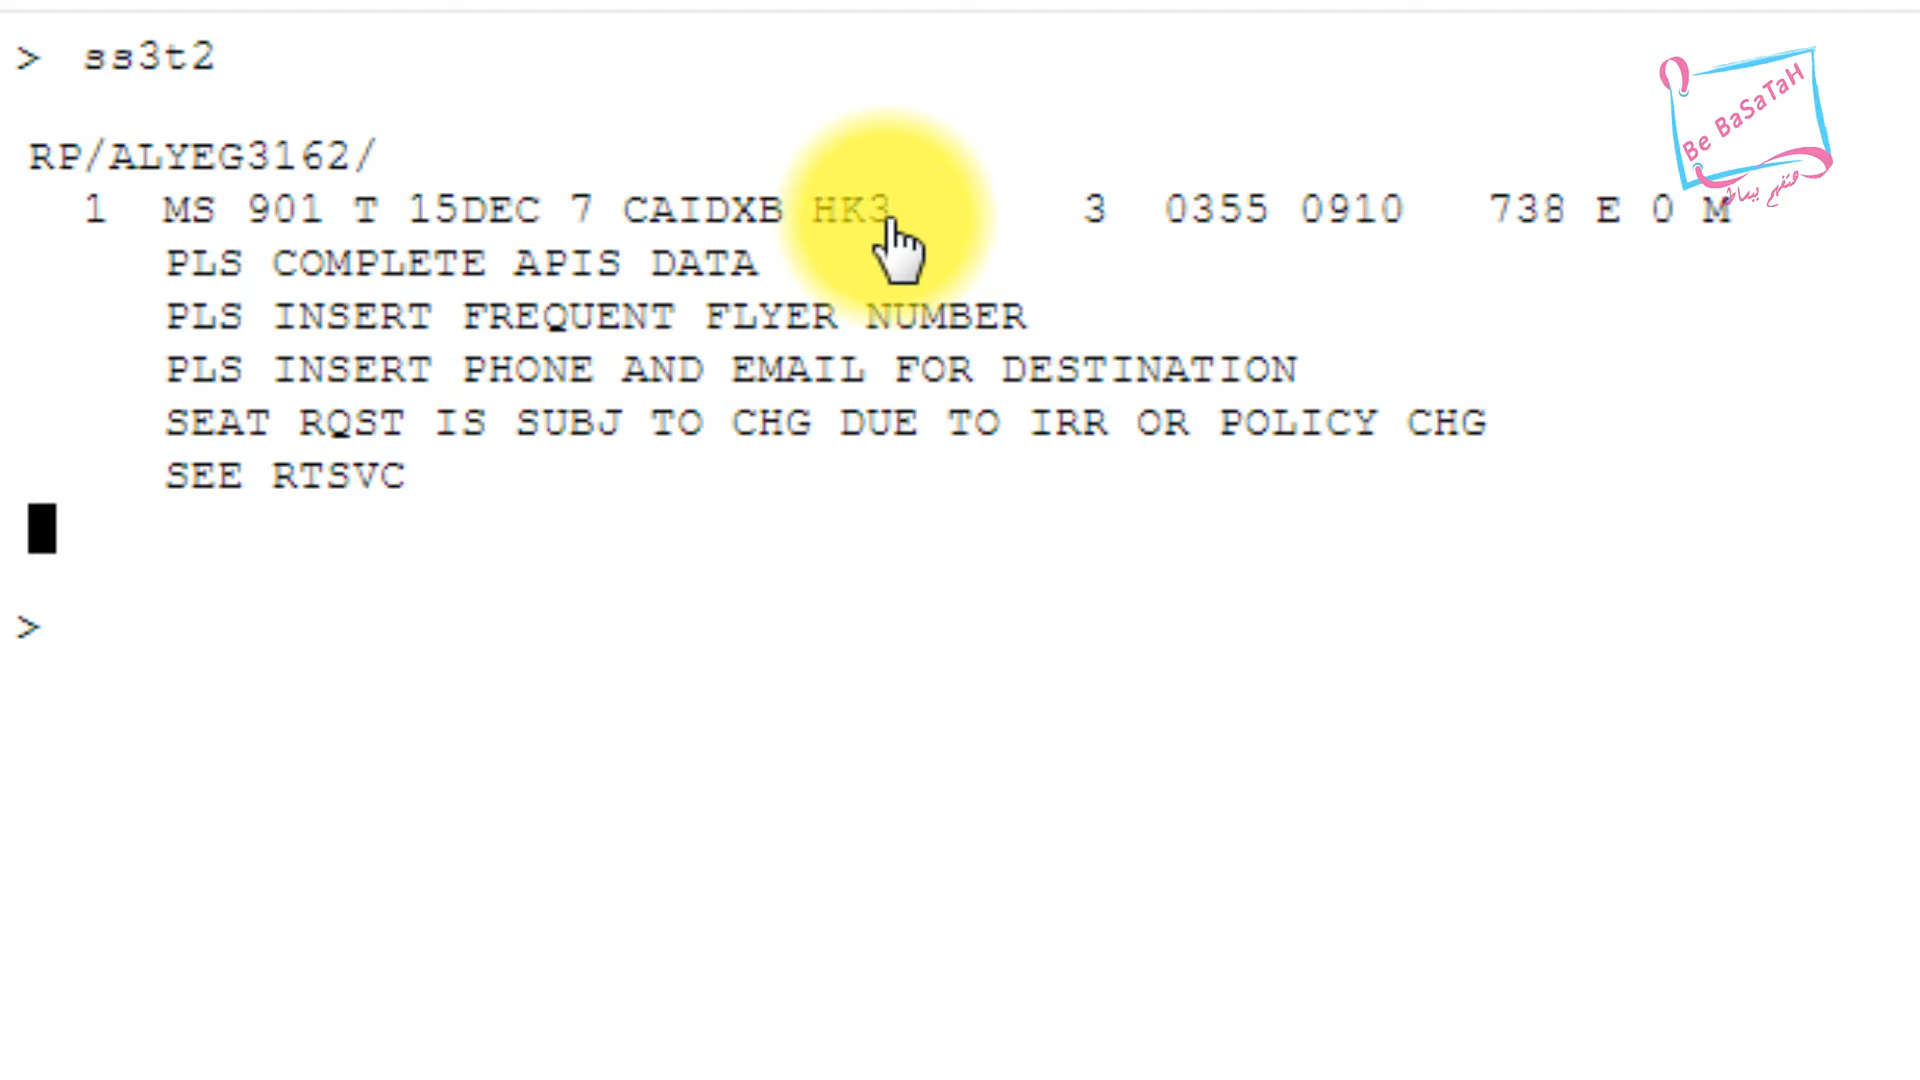 > ss3t2
Be BaSaTaH
هتفهم ببساطة
RP/ALYEG3162/
1 MS 901 T 15DEC 7 CAIDXB HK3 3 0355 0910 738 E 0 M
PLS COMPLETE APIS DATA
PLS INSERT FREQUENT FLYER NUMBER
PLS INSERT PHONE AND EMAIL FOR DESTINATION
SEAT RQST IS SUBJ TO CHG DUE TO IRR OR POLICY CHG
SEE RTSVC
>